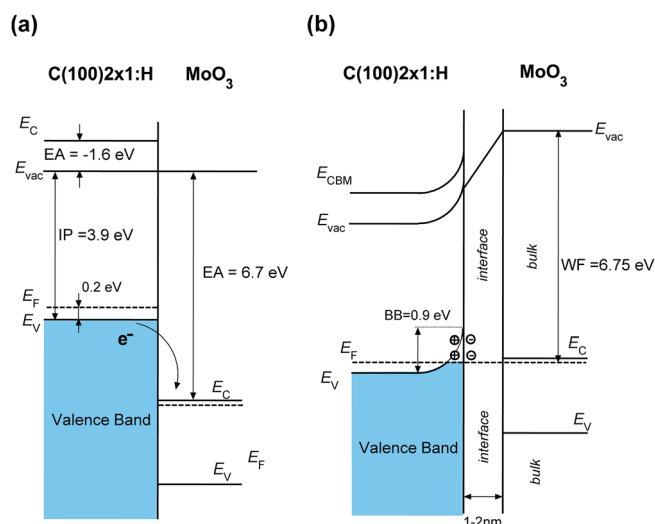 (a)
C(100)2x1:H MoO3
EC
EA = -1.6 eV
Evac
IP =3.9 eV
EA = 6.7 eV
0.2 eV
EF
EV
e-
EC
Valence Band
EF
EV
(b)
C(100)2x1:H MoO3
Evac
ECBM
Evac
interface
bulk
WF =6.75 eV
BB=0.9 eV
⊕ ⊖
⊕ ⊖
EF
EC
EV
EV
Valence Band
interface
bulk
1-2nm